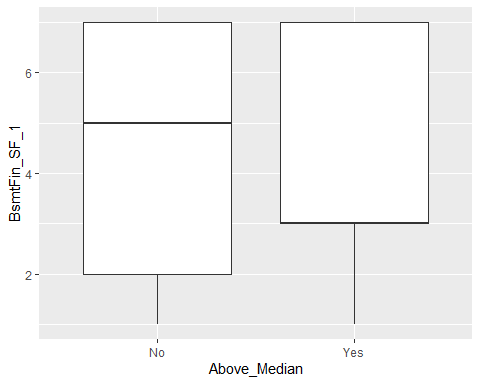 BsmtFin_SF_1
6
4
2
No
Yes
Above_Median